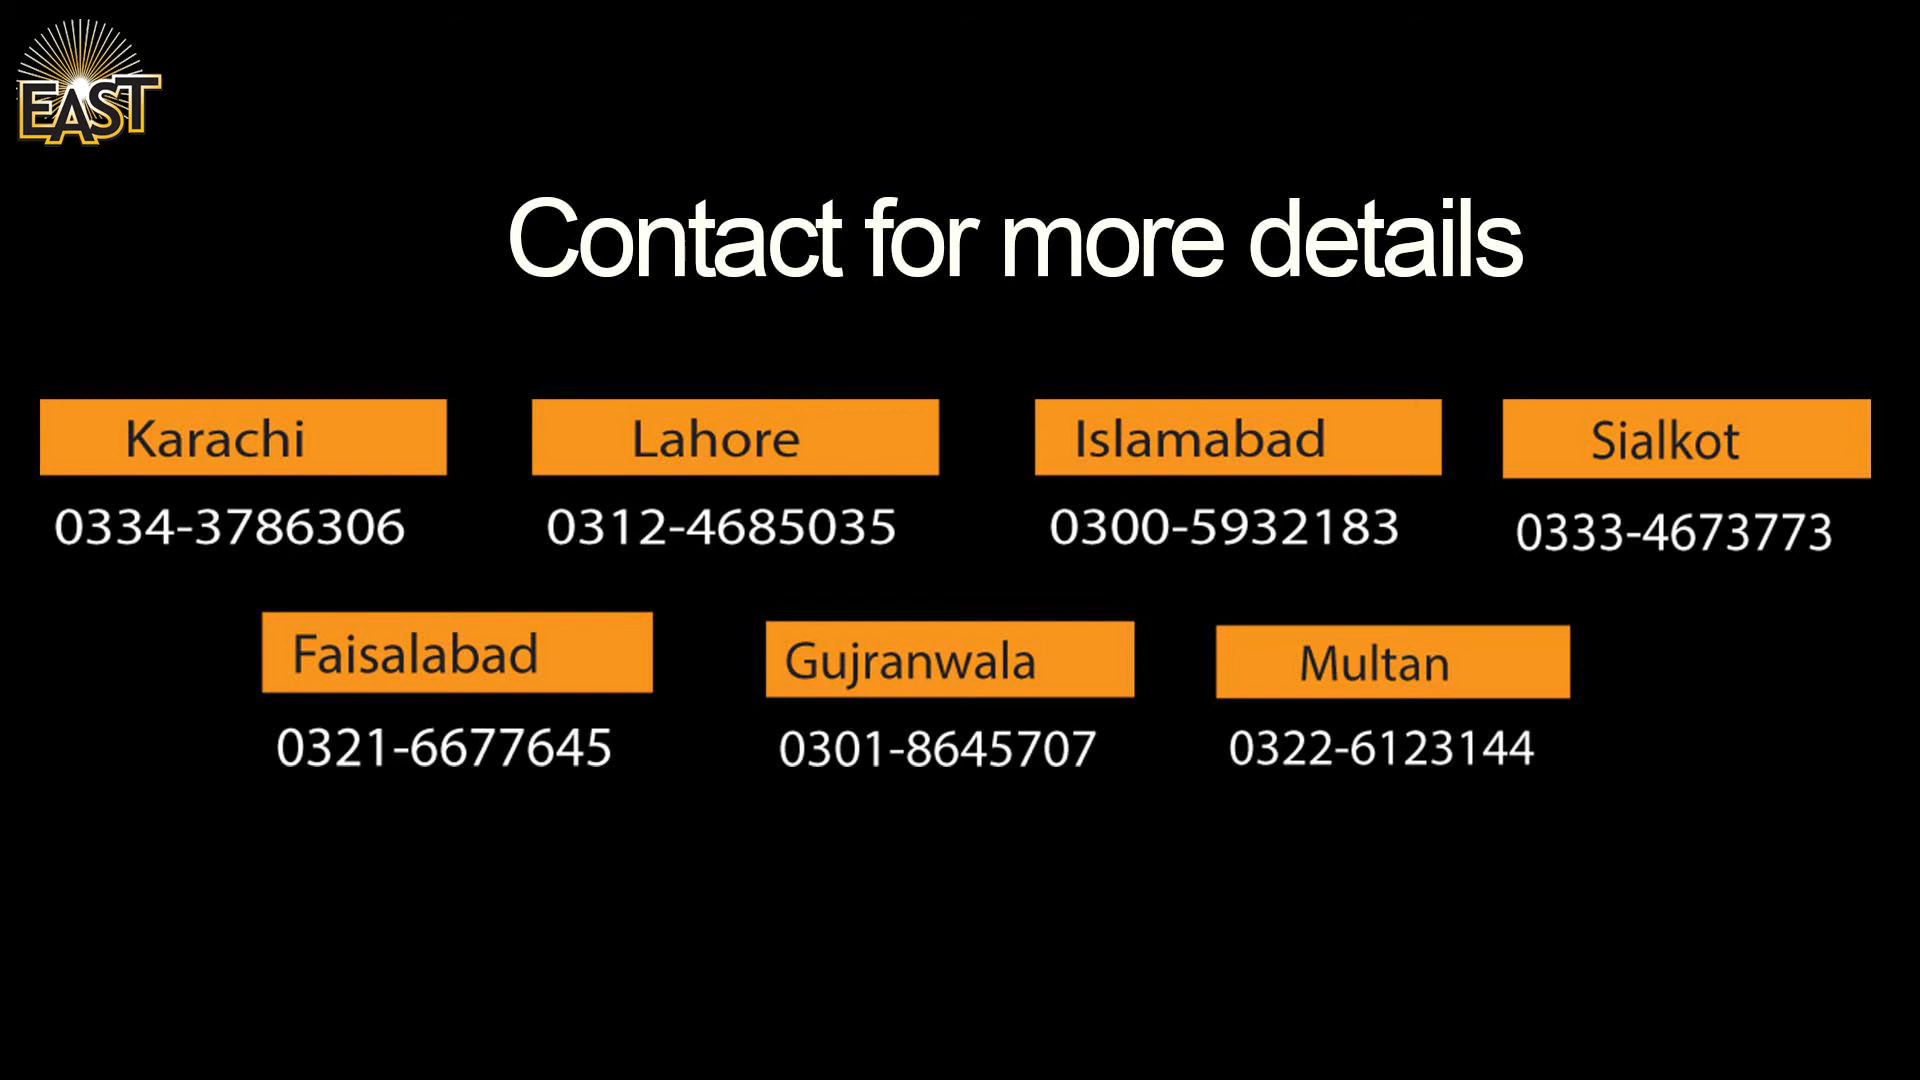 EAST
Contact for more details
Karachi
Lahore
Islamabad
Sialkot
0334-3786306
0312-4685035
0300-5932183
0333-4673773
Faisalabad
Gujranwala
Multan
0321-6677645
0301-8645707
0322-6123144